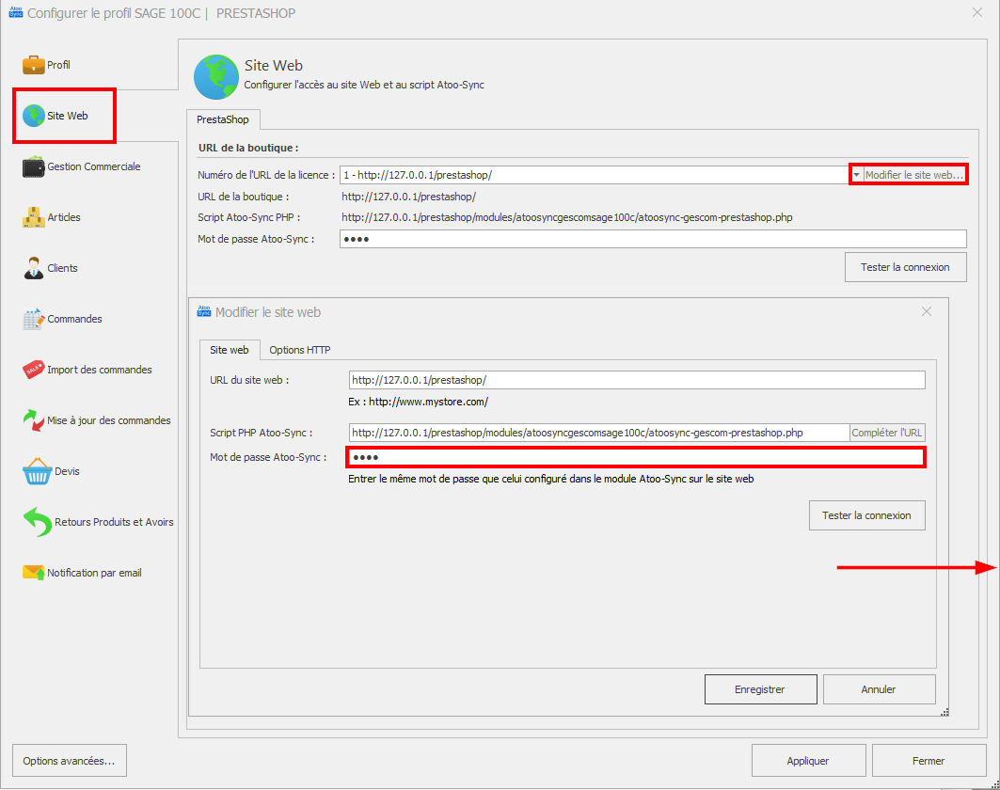 Atoo Sync Configurer le profil SAGE 100C | PRESTASHOP
Profil
Site Web
Gestion Commerciale
Articles
Clients
Commandes
SALE Import des commandes
Mise à jour des commandes
Devis
Retours Produits et Avoirs
Notification par email
Site Web
Configurer l'accès au site Web et au script Atoo-Sync
PrestaShop
URL de la boutique :
Numéro de l'URL de la licence : 1 - http://127.0.0.1/prestashop/ Modifier le site web...
URL de la boutique : http://127.0.0.1/prestashop/
Script Atoo-Sync PHP : http://127.0.0.1/prestashop/modules/atoosyncgescomsage100c/atoosync-gescom-prestashop.php
Mot de passe Atoo-Sync : ●●●●
Tester la connexion
Atoo Sync Modifier le site web
Site web Options HTTP
URL du site web : http://127.0.0.1/prestashop/
Ex : http://www.mystore.com/
Script PHP Atoo-Sync : http://127.0.0.1/prestashop/modules/atoosyncgescomsage100c/atoosync-gescom-prestashop.php Compléter l'URL
Mot de passe Atoo-Sync : ●●●●
Entrer le même mot de passe que celui configuré dans le module Atoo-Sync sur le site web
Tester la connexion
Enregistrer Annuler
Options avancées... Appliquer Fermer